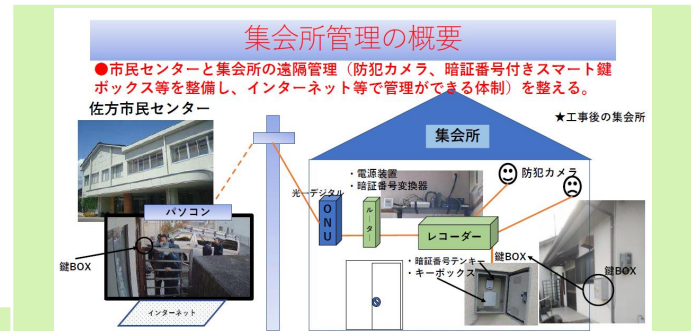 集会所管理の概要
●市民センターと集会所の遠隔管理（防犯カメラ、暗証番号付きスマート鍵
ボックス等を整備し、インターネット等で管理ができる体制）を整える。
佐方市民センター
★工事後の集会所
集会所
・電源装置
・暗証番号変換器
防犯カメラ
光一デジタル
ONU
ルーター
パソコン
レコーダー
鍵BOX
鍵BOX
鍵BOX
・暗証番号テンキー
・キーボックス
インターネット